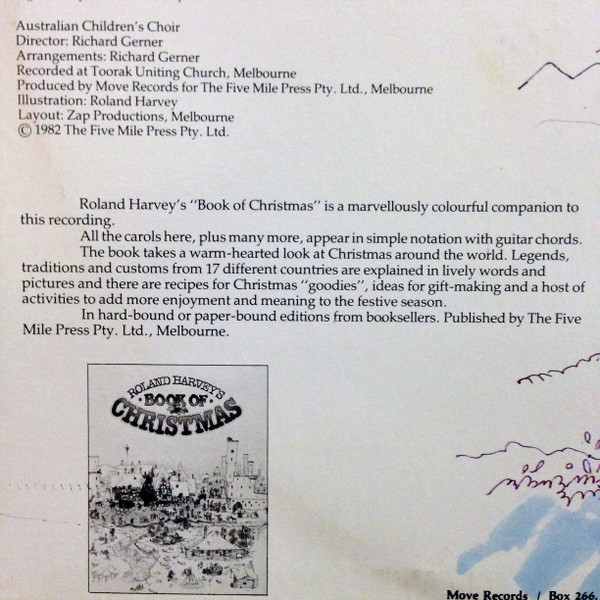 Australian Children's Choir
Director: Richard Gerner
Arrangements: Richard Gerner
Recorded at Toorak Uniting Church, Melbourne
Produced by Move Records for The Five Mile Press Pty. Ltd., Melbourne
Illustration: Roland Harvey
Layout: Zap Productions, Melbourne
© 1982 The Five Mile Press Pty. Ltd.
Roland Harvey's "Book of Christmas" is a marvellously colourful companion to
this recording.
All the carols here, plus many more, appear in simple notation with guitar chords.
The book takes a warm-hearted look at Christmas around the world. Legends,
traditions and customs from 17 different countries are explained in lively words and
pictures and there are recipes for Christmas "goodies", ideas for gift-making and a host of
activities to add more enjoyment and meaning to the festive season.
In hard-bound or paper-bound editions from booksellers. Published by The Five
Mile Press Pty. Ltd., Melbourne.
ROLAND HARVEY'S
·BOOK OF·
CHRISTMAS
Move Records / Box 266,